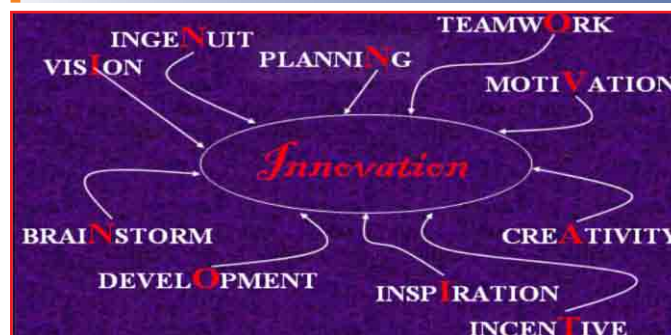 TEAMWORK
INGENUIT
PLANNING
VISION
MOTIVATION
Innovation
BRAINSTORM
CREATIVITY
DEVELOPMENT
INSPIRATION
INCENTIVE